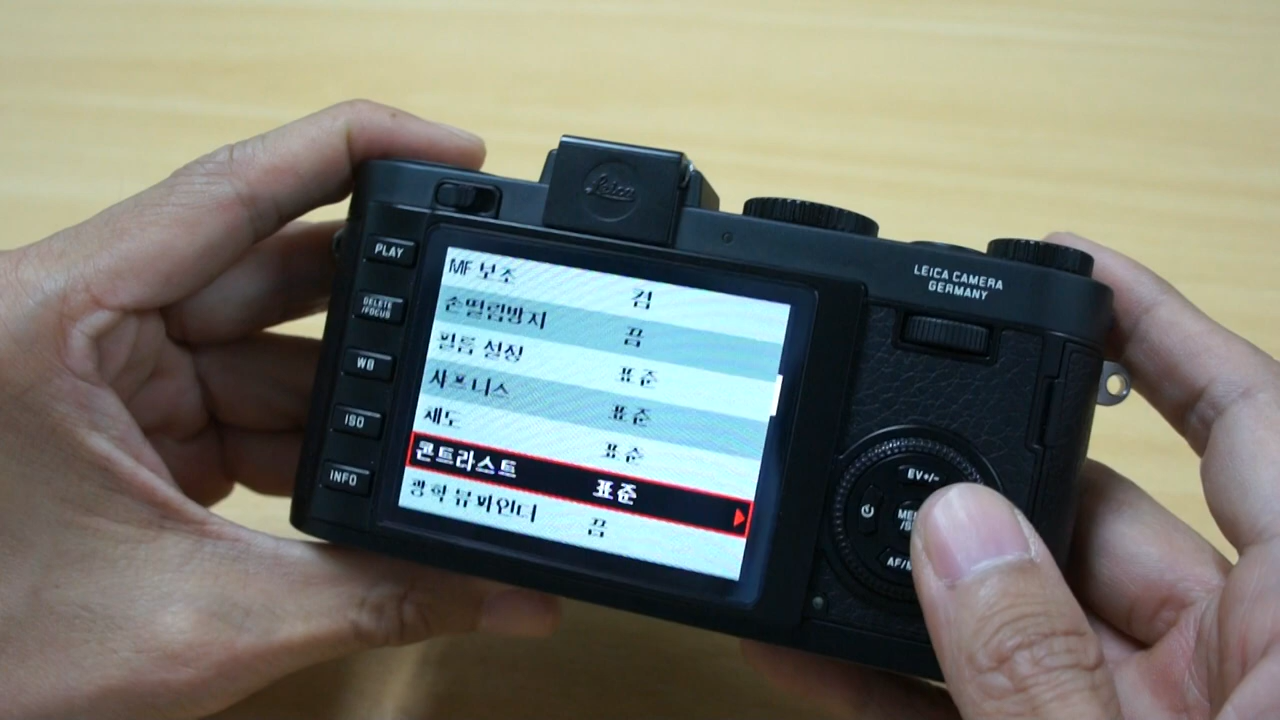 Leica
LEICA CAMERA
GERMANY
PLAY
DELETE
/FOCUS
WB
ISO
INFO
MF 보조 켬
손떨림방지 끔
필름 설정 표준
샤프니스 표준
채도 표준
콘트라스트 표준
광학 뷰파인더 끔
EV+/-